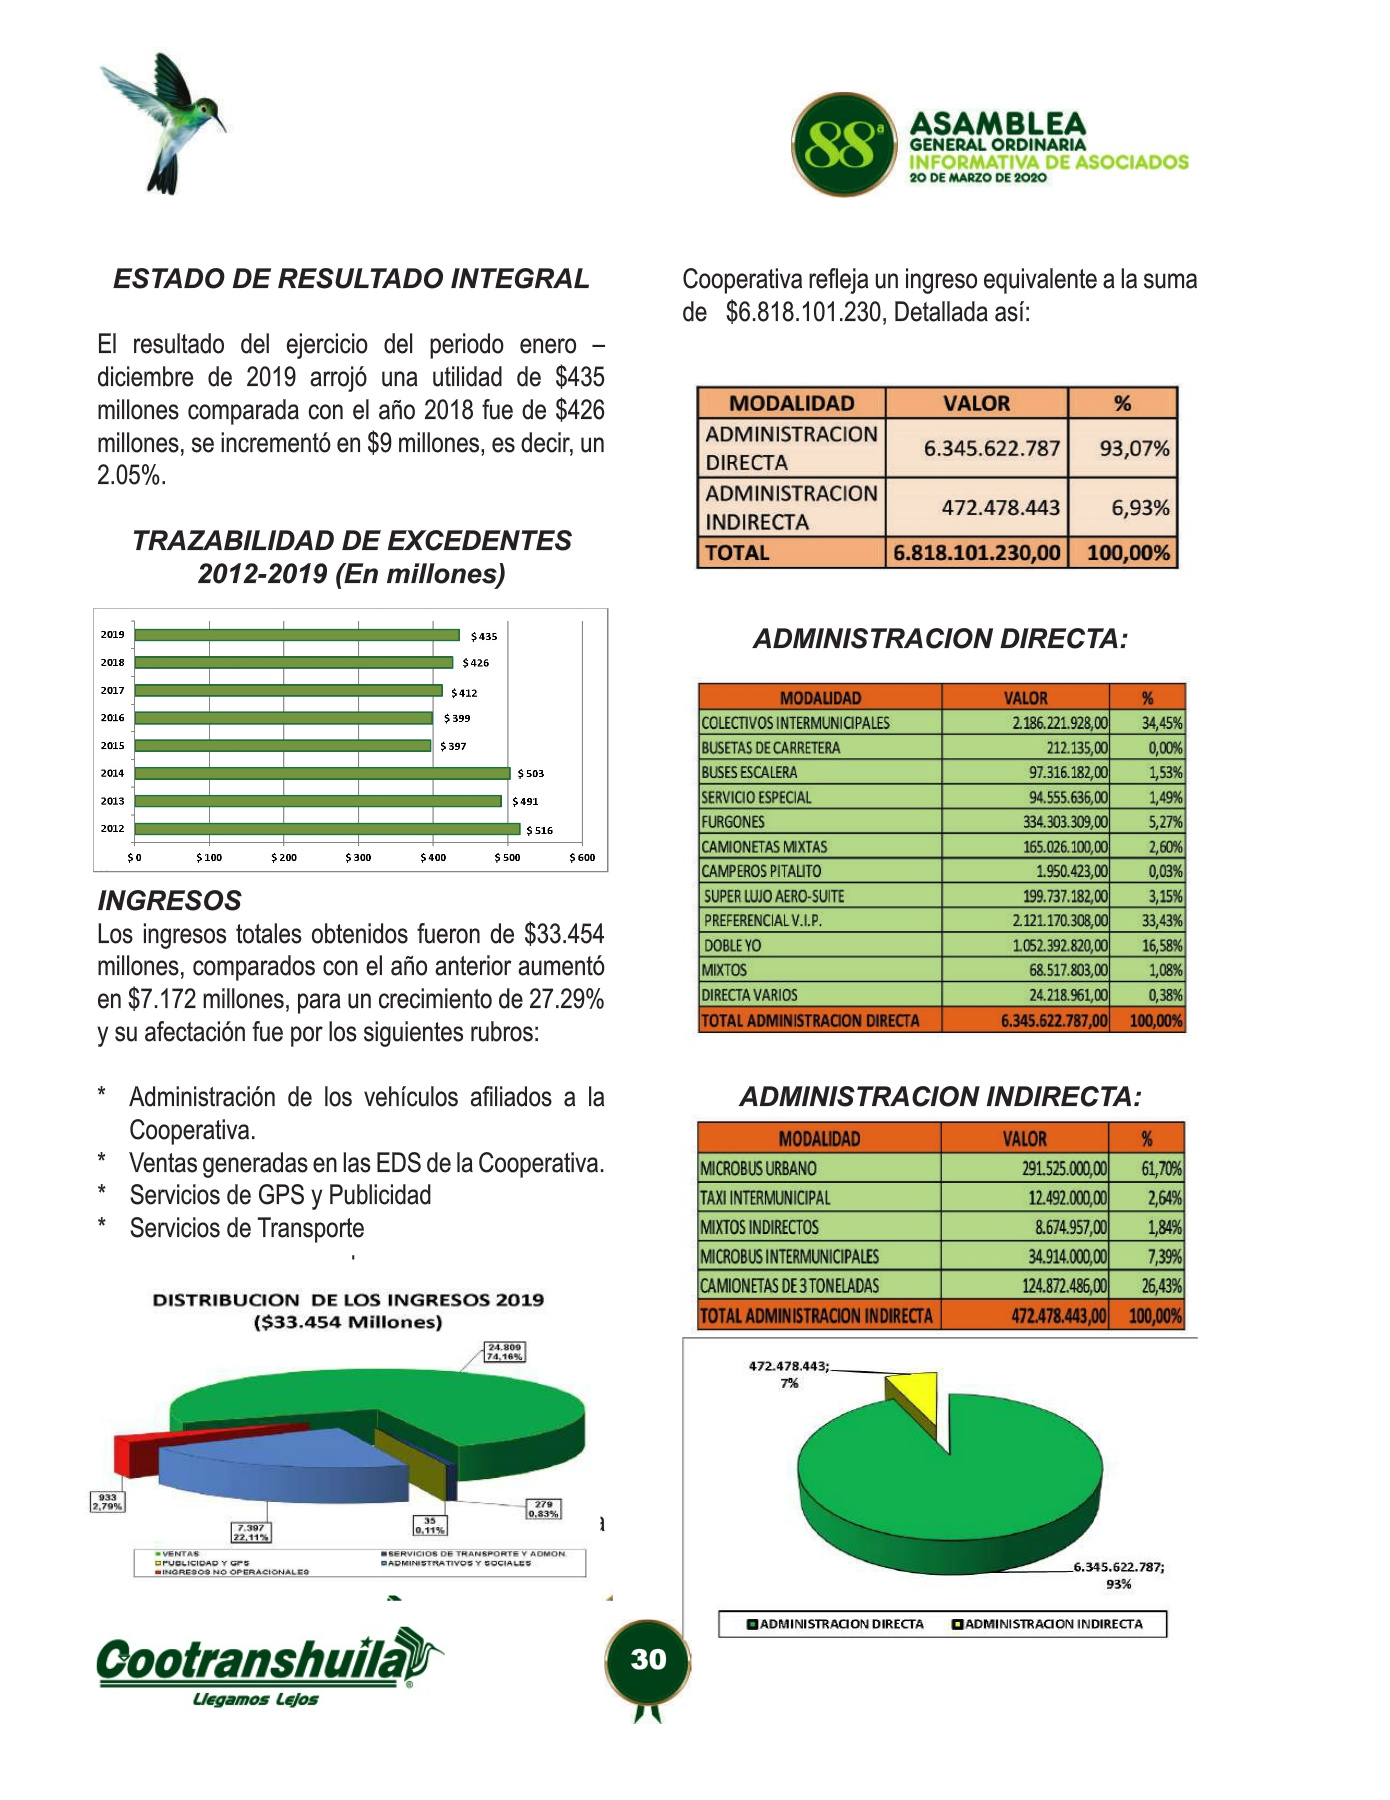 88ª
ASAMBLEA
GENERAL ORDINARIA
INFORMATIVA DE ASOCIADOS
20 DE MARZO DE 2020
ESTADO DE RESULTADO INTEGRAL
El resultado del ejercicio del periodo enero –
diciembre de 2019 arrojó una utilidad de $435
millones comparada con el año 2018 fue de $426
millones, se incrementó en $9 millones, es decir, un
2.05%.
TRAZABILIDAD DE EXCEDENTES
2012-2019 (En millones)
2019 $ 435
2018 $ 426
2017 $ 412
2016 $ 399
2015 $ 397
2014 $ 503
2013 $ 491
2012 $ 516
$ 0 $ 100 $ 200 $ 300 $ 400 $ 500 $ 600
INGRESOS
Los ingresos totales obtenidos fueron de $33.454
millones, comparados con el año anterior aumentó
en $7.172 millones, para un crecimiento de 27.29%
y su afectación fue por los siguientes rubros:
* Administración de los vehículos afiliados a la
Cooperativa.
* Ventas generadas en las EDS de la Cooperativa.
* Servicios de GPS y Publicidad
* Servicios de Transporte
DISTRIBUCION DE LOS INGRESOS 2019
($33.454 Millones)
24.809
74,16%
933
2,79%
7.397
22,11%
35
0,11%
279
0,83%
VENTAS SERVICIOS DE TRANSPORTE Y ADMON.
PUBLICIDAD Y GPS ADMINISTRATIVOS Y SOCIALES
INGRESOS NO OPERACIONALES
Cooperativa refleja un ingreso equivalente a la suma
de $6.818.101.230, Detallada así:
MODALIDAD VALOR %
ADMINISTRACION
DIRECTA 6.345.622.787 93,07%
ADMINISTRACION
INDIRECTA 472.478.443 6,93%
TOTAL 6.818.101.230,00 100,00%
ADMINISTRACION DIRECTA:
MODALIDAD VALOR %
COLECTIVOS INTERMUNICIPALES 2.186.221.928,00 34,45%
BUSETAS DE CARRETERA 212.135,00 0,00%
BUSES ESCALERA 97.316.182,00 1,53%
SERVICIO ESPECIAL 94.555.636,00 1,49%
FURGONES 334.303.309,00 5,27%
CAMIONETAS MIXTAS 165.026.100,00 2,60%
CAMPEROS PITALITO 1.950.423,00 0,03%
SUPER LUJO AERO-SUITE 199.737.182,00 3,15%
PREFERENCIAL V.I.P. 2.121.170.308,00 33,43%
DOBLE YO 1.052.392.820,00 16,58%
MIXTOS 68.517.803,00 1,08%
DIRECTA VARIOS 24.218.961,00 0,38%
TOTAL ADMINISTRACION DIRECTA 6.345.622.787,00 100,00%
ADMINISTRACION INDIRECTA:
MODALIDAD VALOR %
MICROBUS URBANO 291.525.000,00 61,70%
TAXI INTERMUNICIPAL 12.492.000,00 2,64%
MIXTOS INDIRECTOS 8.674.957,00 1,84%
MICROBUS INTERMUNICIPALES 34.914.000,00 7,39%
CAMIONETAS DE 3 TONELADAS 124.872.486,00 26,43%
TOTAL ADMINISTRACION INDIRECTA 472.478.443,00 100,00%
472.478.443;
7%
6.345.622.787;
93%
ADMINISTRACION DIRECTA ADMINISTRACION INDIRECTA
Cootranshuila
®
Llegamos Lejos
30